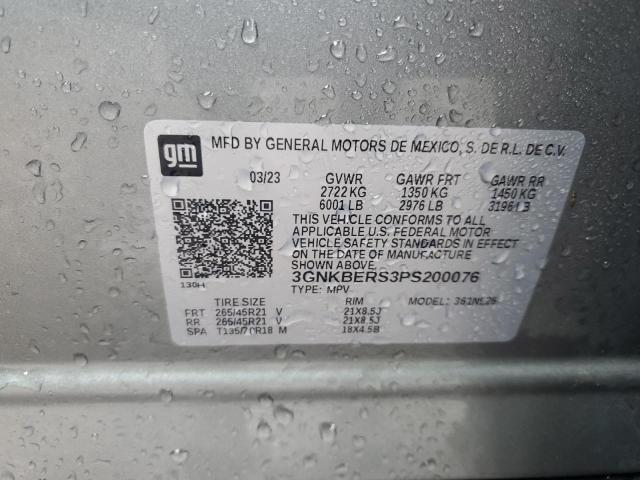 gm
MFD BY GENERAL MOTORS DE MEXICO, S. DE R.L. DE C.V.
03/23 GVWR GAWR FRT GAWR RR
2722 KG 1350 KG 1450 KG
6001 LB 2976 LB 3196 LB
THIS VEHICLE CONFORMS TO ALL
APPLICABLE U.S. FEDERAL MOTOR
VEHICLE SAFETY STANDARDS IN EFFECT
ON THE DATE OF MANUFACTURE
SHOWN ABOVE.
3GNKBERS3PS200076
130H
TYPE: MPV MODEL:
TIRE SIZE RIM
FRT 265/45R21 V 21X8.5J
RR 265/45R21 V 21X8.5J
SPA T135/70R18 M 18X4.5B